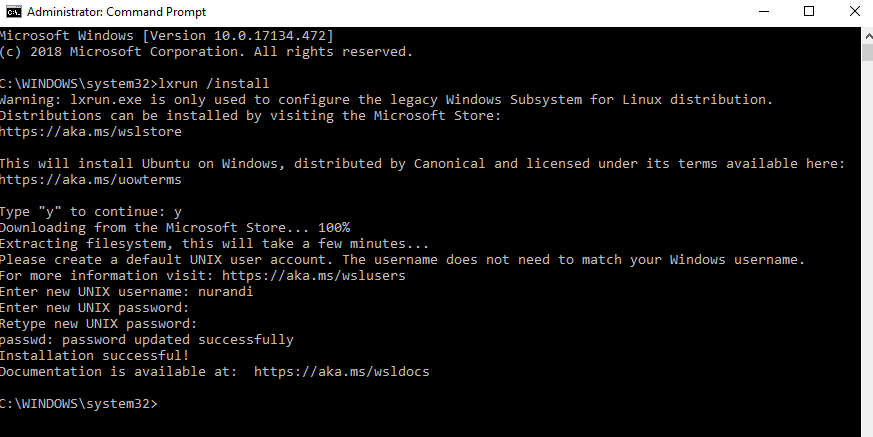 Administrator: Command Prompt
Microsoft Windows [Version 10.0.17134.472]
(c) 2018 Microsoft Corporation. All rights reserved.
C:\WINDOWS\system32>lxrun /install
Warning: lxrun.exe is only used to configure the legacy Windows Subsystem for Linux distribution.
Distributions can be installed by visiting the Microsoft Store:
https://aka.ms/wslstore
This will install Ubuntu on Windows, distributed by Canonical and licensed under its terms available here:
https://aka.ms/uowterms
Type "y" to continue: y
Downloading from the Microsoft Store... 100%
Extracting filesystem, this will take a few minutes...
Please create a default UNIX user account. The username does not need to match your Windows username.
For more information visit: https://aka.ms/wslusers
Enter new UNIX username: nurandi
Enter new UNIX password:
Retype new UNIX password:
passwd: password updated successfully
Installation successful!
Documentation is available at:  https://aka.ms/wsldocs
C:\WINDOWS\system32>